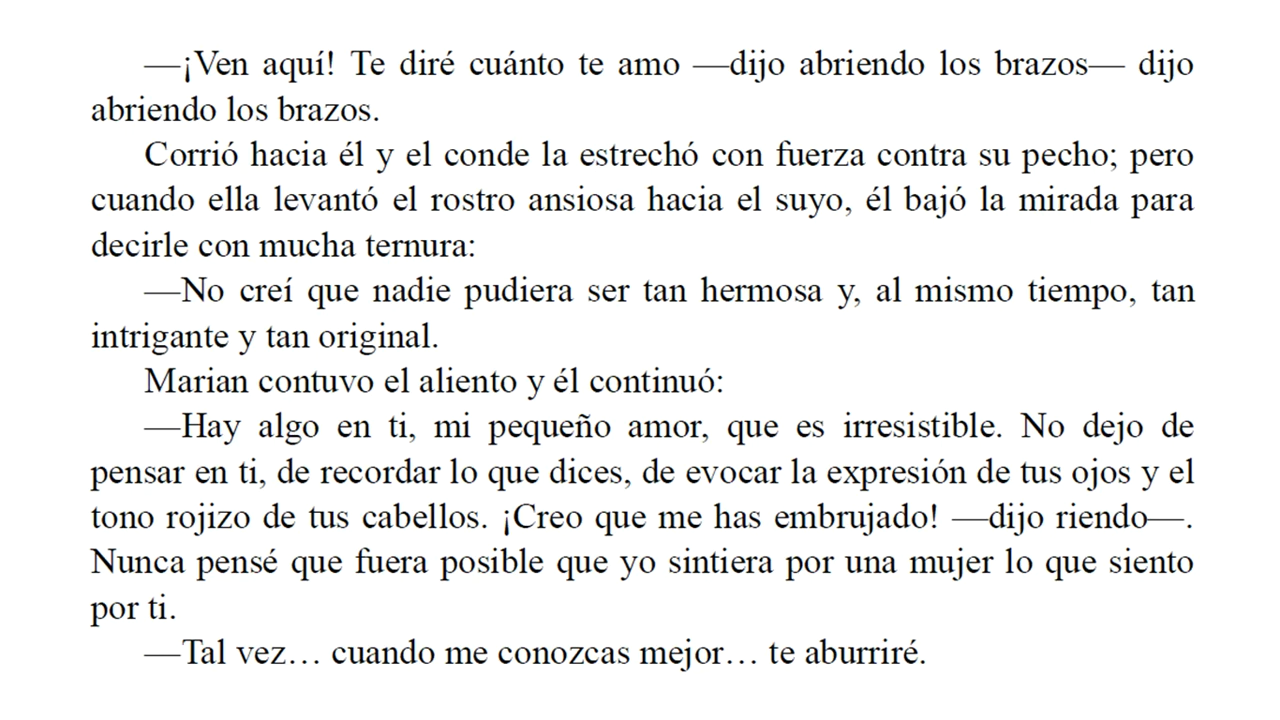 —¡Ven aquí! Te diré cuánto te amo —dijo abriendo los brazos— dijo
abriendo los brazos.
Corrió hacia él y el conde la estrechó con fuerza contra su pecho; pero
cuando ella levantó el rostro ansiosa hacia el suyo, él bajó la mirada para
decirle con mucha ternura:
—No creí que nadie pudiera ser tan hermosa y, al mismo tiempo, tan
intrigante y tan original.
Marian contuvo el aliento y él continuó:
—Hay algo en ti, mi pequeño amor, que es irresistible. No dejo de
pensar en ti, de recordar lo que dices, de evocar la expresión de tus ojos y el
tono rojizo de tus cabellos. ¡Creo que me has embrujado! —dijo riendo—.
Nunca pensé que fuera posible que yo sintiera por una mujer lo que siento
por ti.
—Tal vez… cuando me conozcas mejor… te aburriré.